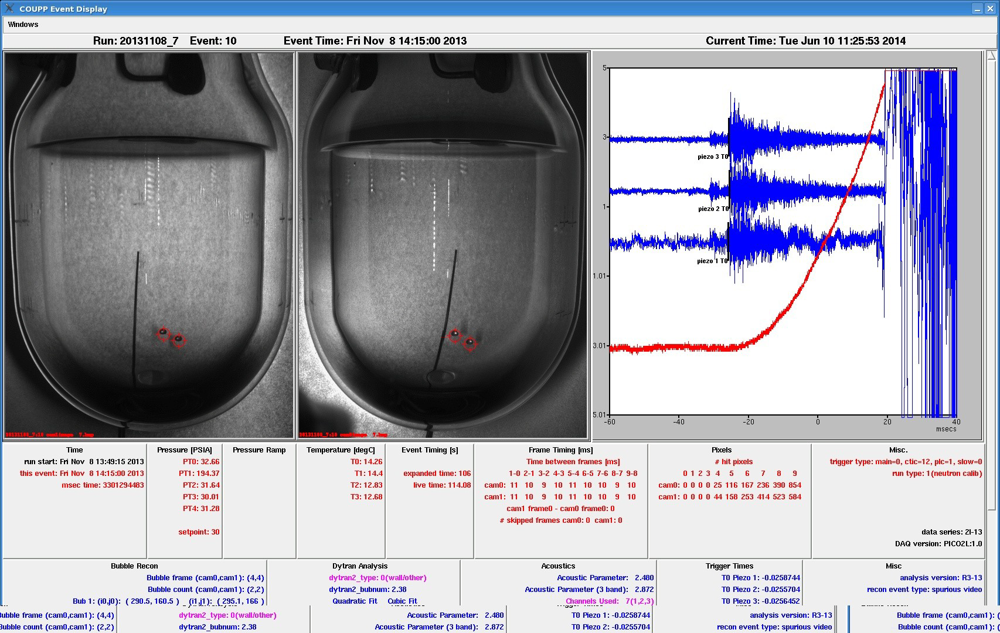 COUPP Event Display
Windows
Run: 20131108_7 Event: 10 Event Time: Fri Nov 8 14:15:00 2013 Current Time: Tue Jun 10 11:25:53 2014
5
3
piezo 3 T0
1
piezo 2 T0
piezo 1 T0
1.01
3.01
5.01
-60 -40 -20 0 20 40
msecs
Time
run start: Fri Nov 8 13:49:15 2013
this event: Fri Nov 8 14:15:00 2013
msec time: 3301294483
Pressure [PSIA]
PT0: 32.66
PT1: 194.37
PT2: 31.64
PT3: 30.01
PT4: 31.28
setpoint: 30
Pressure Ramp
Temperature [degC]
T0: 14.26
T1: 14.4
T2: 12.83
T3: 12.68
Event Timing [s]
expanded time: 106
live time: 114.08
Frame Timing [ms]
Time between frames [ms]
1-0 2-1 3-2 4-3 5-4 6-5 7-6 8-7 9-8
cam0: 11 10 9 10 11 10 10 9 10
cam1: 11 10 9 10 11 10 10 9 10
cam1 frame0 - cam0 frame0: 0
# skipped frames cam0: 0 cam1: 0
Pixels
# hit pixels
0 1 2 3 4 5 6 7 8 9
cam0: 0 0 0 0 25 116 167 236 390 854
cam1: 0 0 0 0 44 158 253 414 523 584
Misc.
trigger type: main=0, ctic=12, plc=1, slow=0
run type: 1(neutron calib)
data series: 2I-13
DAQ version: PICO2L:1.0
Bubble Recon
Bubble frame (cam0,cam1): (4,4)
Bubble count (cam0,cam1): (2,2)
Bub 1: (i0,j0): ( 290.5, 160.5 ) (i1,j1): ( 295.1, 166 )
Dytran Analysis
dytran2_type: 0(wall/other)
dytran2_bubnum: 2.38
Quadratic Fit Cubic Fit
Acoustics
Acoustic Parameter: 2.480
Acoustic Parameter (3 band): 2.872
Channels Used: 7(1,2,3)
Trigger Times
T0 Piezo 1: -0.0258744
T0 Piezo 2: -0.0255704
T0 Piezo 3: -0.0256452
Misc
analysis version: R3-13
recon event type: spurious video
Bubble frame (cam0,cam1): (4,4) dytran2_type: 0(wall/other) Acoustic Parameter: 2.480 T0 Piezo 1: -0.0258744 analysis version: R3-13 Bubble frame (cam0,cam1): (
Bubble count (cam0,cam1): (2,2) dytran2_bubnum: 2.38 Acoustic Parameter (3 band): 2.872 T0 Piezo 2: -0.0255704 recon event type: spurious video Bubble count (cam0,cam1): (